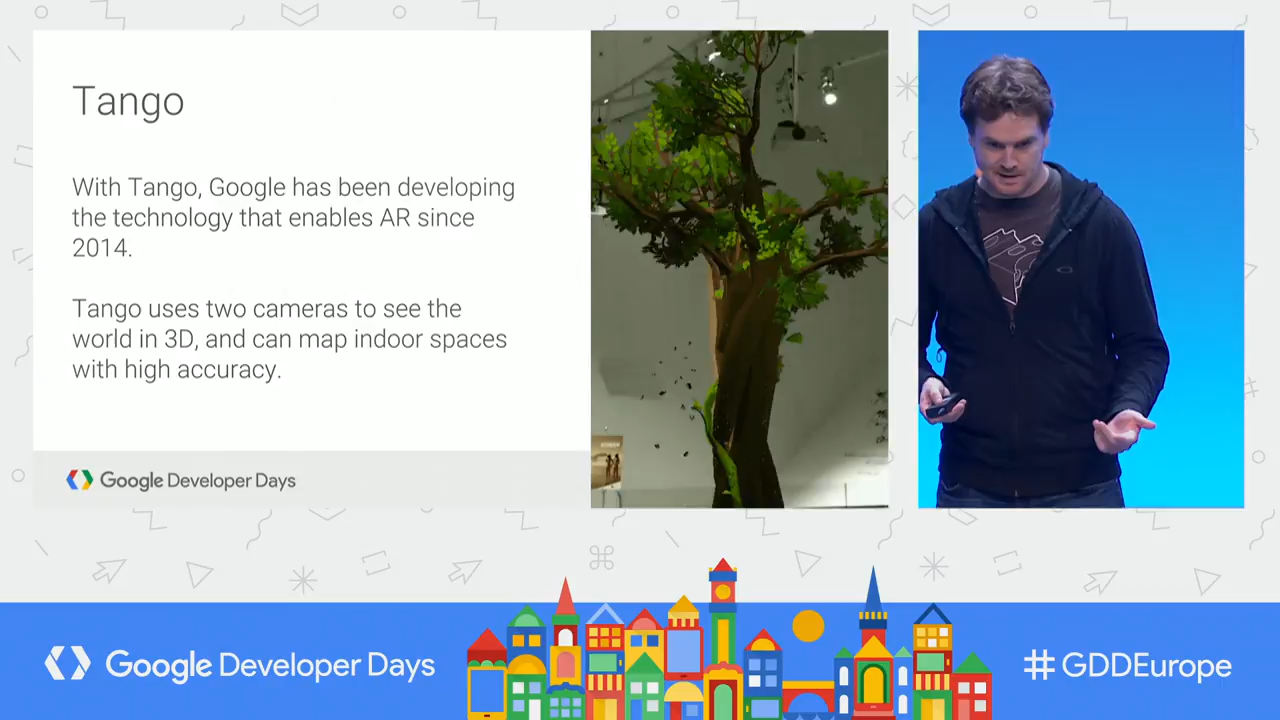 Tango
With Tango, Google has been developing
the technology that enables AR since
2014.
Tango uses two cameras to see the
world in 3D, and can map indoor spaces
with high accuracy.
Google Developer Days
Google Developer Days
#GDDEurope